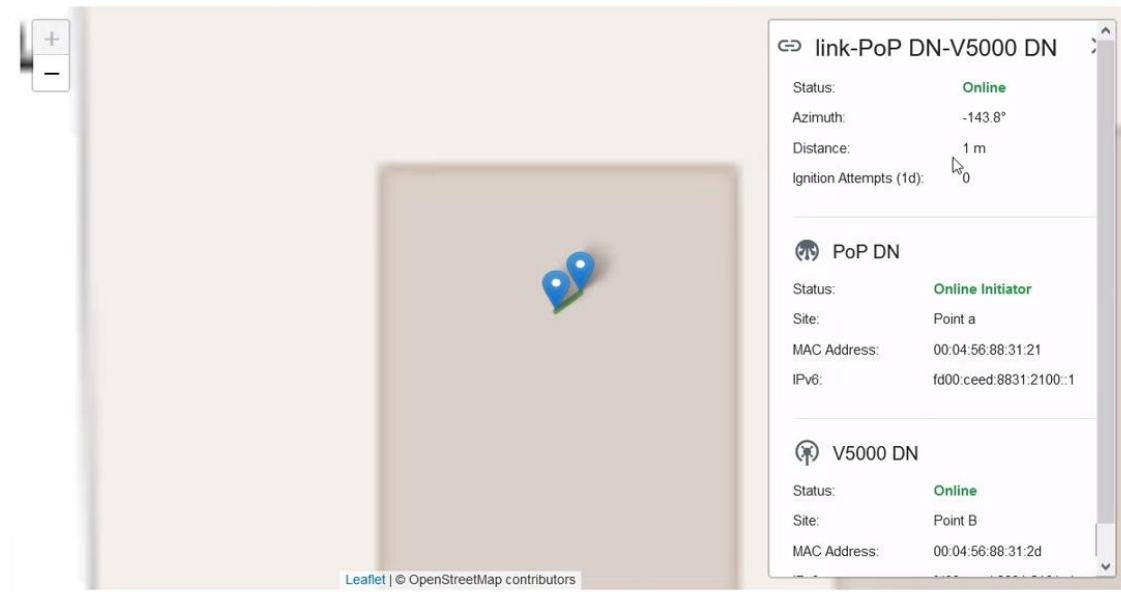 +
−
link-PoP DN-V5000 DN
Status: Online
Azimuth: -143.8°
Distance: 1 m
Ignition Attempts (1d): 0
PoP DN
Status: Online Initiator
Site: Point a
MAC Address: 00:04:56:88:31:21
IPv6: fd00:ceed:8831:2100::1
V5000 DN
Status: Online
Site: Point B
MAC Address: 00:04:56:88:31:2d
Leaflet | © OpenStreetMap contributors